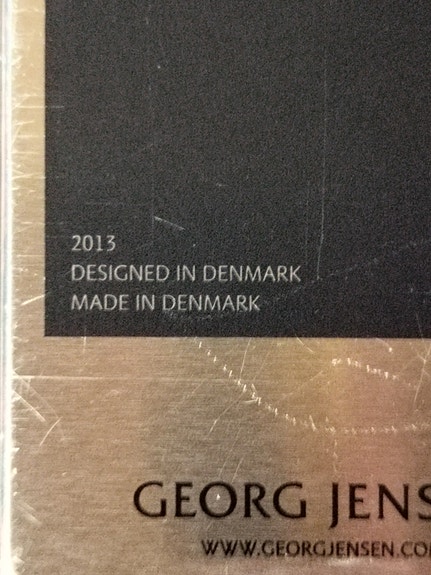 2013
DESIGNED IN DENMARK
MADE IN DENMARK
GEORG JENS
WWW.GEORGJENSEN.CO